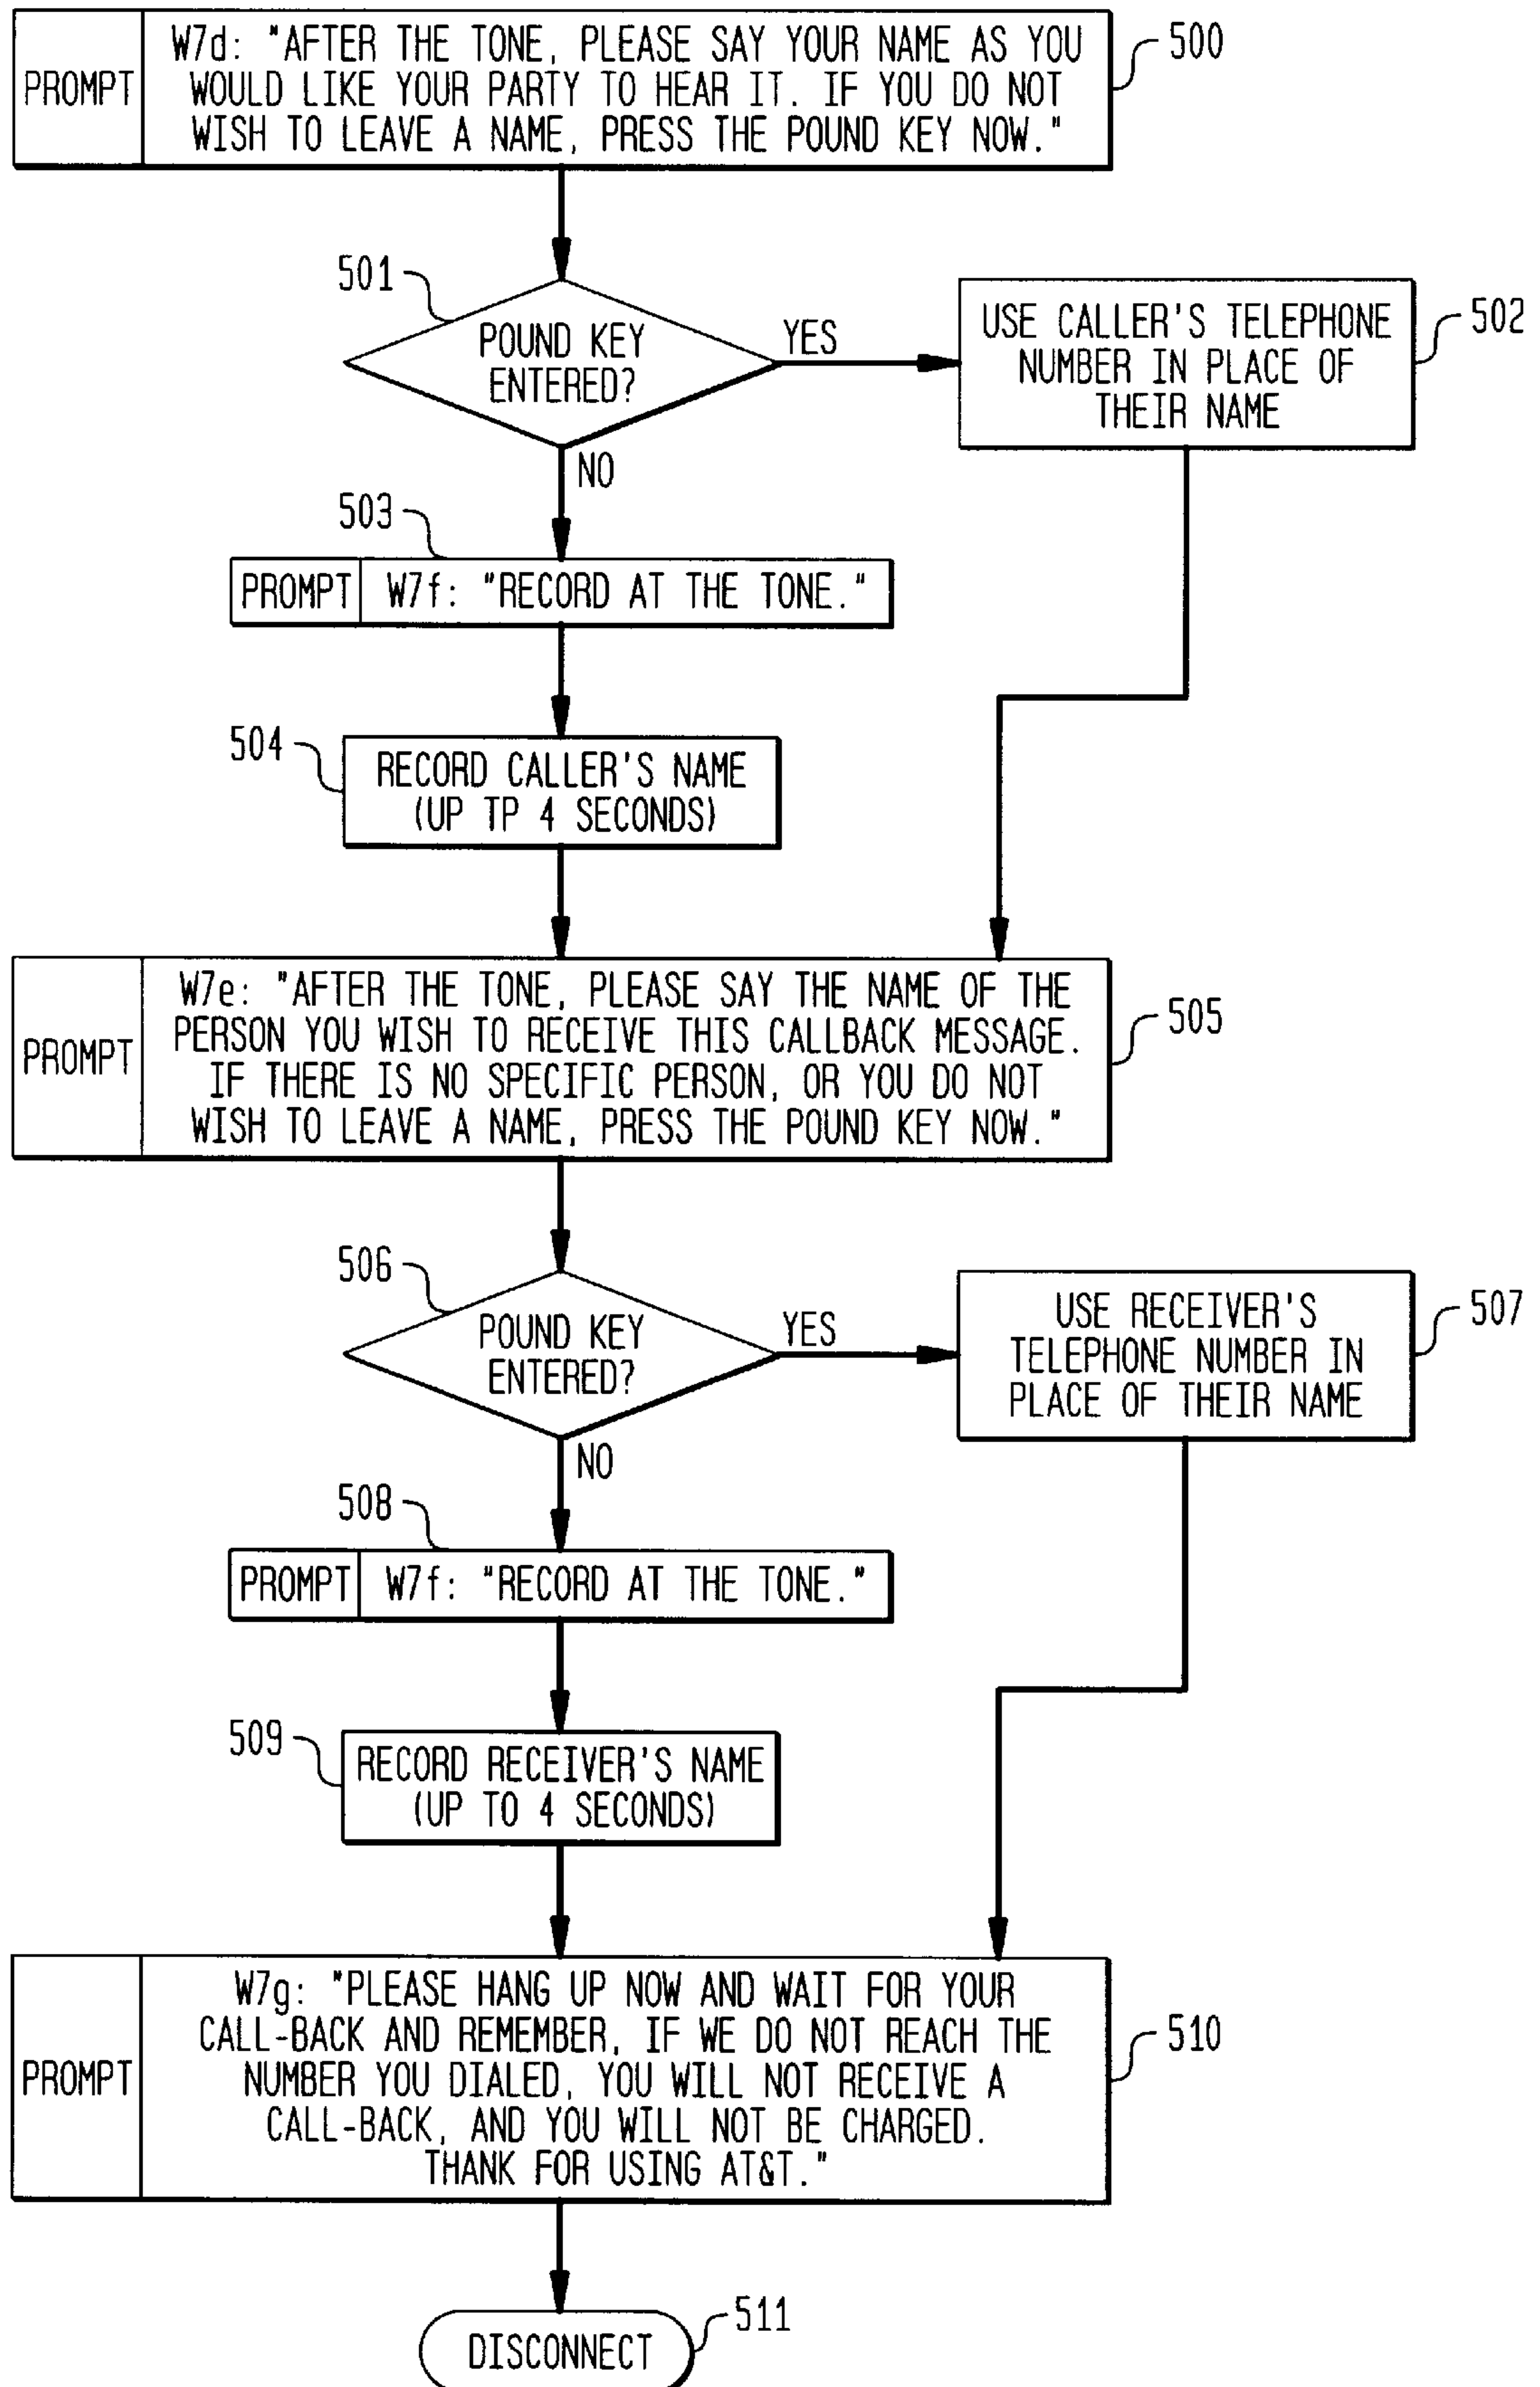 PROMPT
W7d: "AFTER THE TONE, PLEASE SAY YOUR NAME AS YOU
WOULD LIKE YOUR PARTY TO HEAR IT. IF YOU DO NOT
WISH TO LEAVE A NAME, PRESS THE POUND KEY NOW."
500
501
POUND KEY
ENTERED?
YES
NO
USE CALLER'S TELEPHONE
NUMBER IN PLACE OF
THEIR NAME
502
503
PROMPT
W7f: "RECORD AT THE TONE."
504
RECORD CALLER'S NAME
(UP TP 4 SECONDS)
PROMPT
W7e: "AFTER THE TONE, PLEASE SAY THE NAME OF THE
PERSON YOU WISH TO RECEIVE THIS CALLBACK MESSAGE.
IF THERE IS NO SPECIFIC PERSON, OR YOU DO NOT
WISH TO LEAVE A NAME, PRESS THE POUND KEY NOW."
505
506
POUND KEY
ENTERED?
YES
NO
USE RECEIVER'S
TELEPHONE NUMBER IN
PLACE OF THEIR NAME
507
508
PROMPT
W7f: "RECORD AT THE TONE."
509
RECORD RECEIVER'S NAME
(UP TO 4 SECONDS)
PROMPT
W7g: "PLEASE HANG UP NOW AND WAIT FOR YOUR
CALL-BACK AND REMEMBER, IF WE DO NOT REACH THE
NUMBER YOU DIALED, YOU WILL NOT RECEIVE A
CALL-BACK, AND YOU WILL NOT BE CHARGED.
THANK FOR USING AT&T."
510
DISCONNECT
511